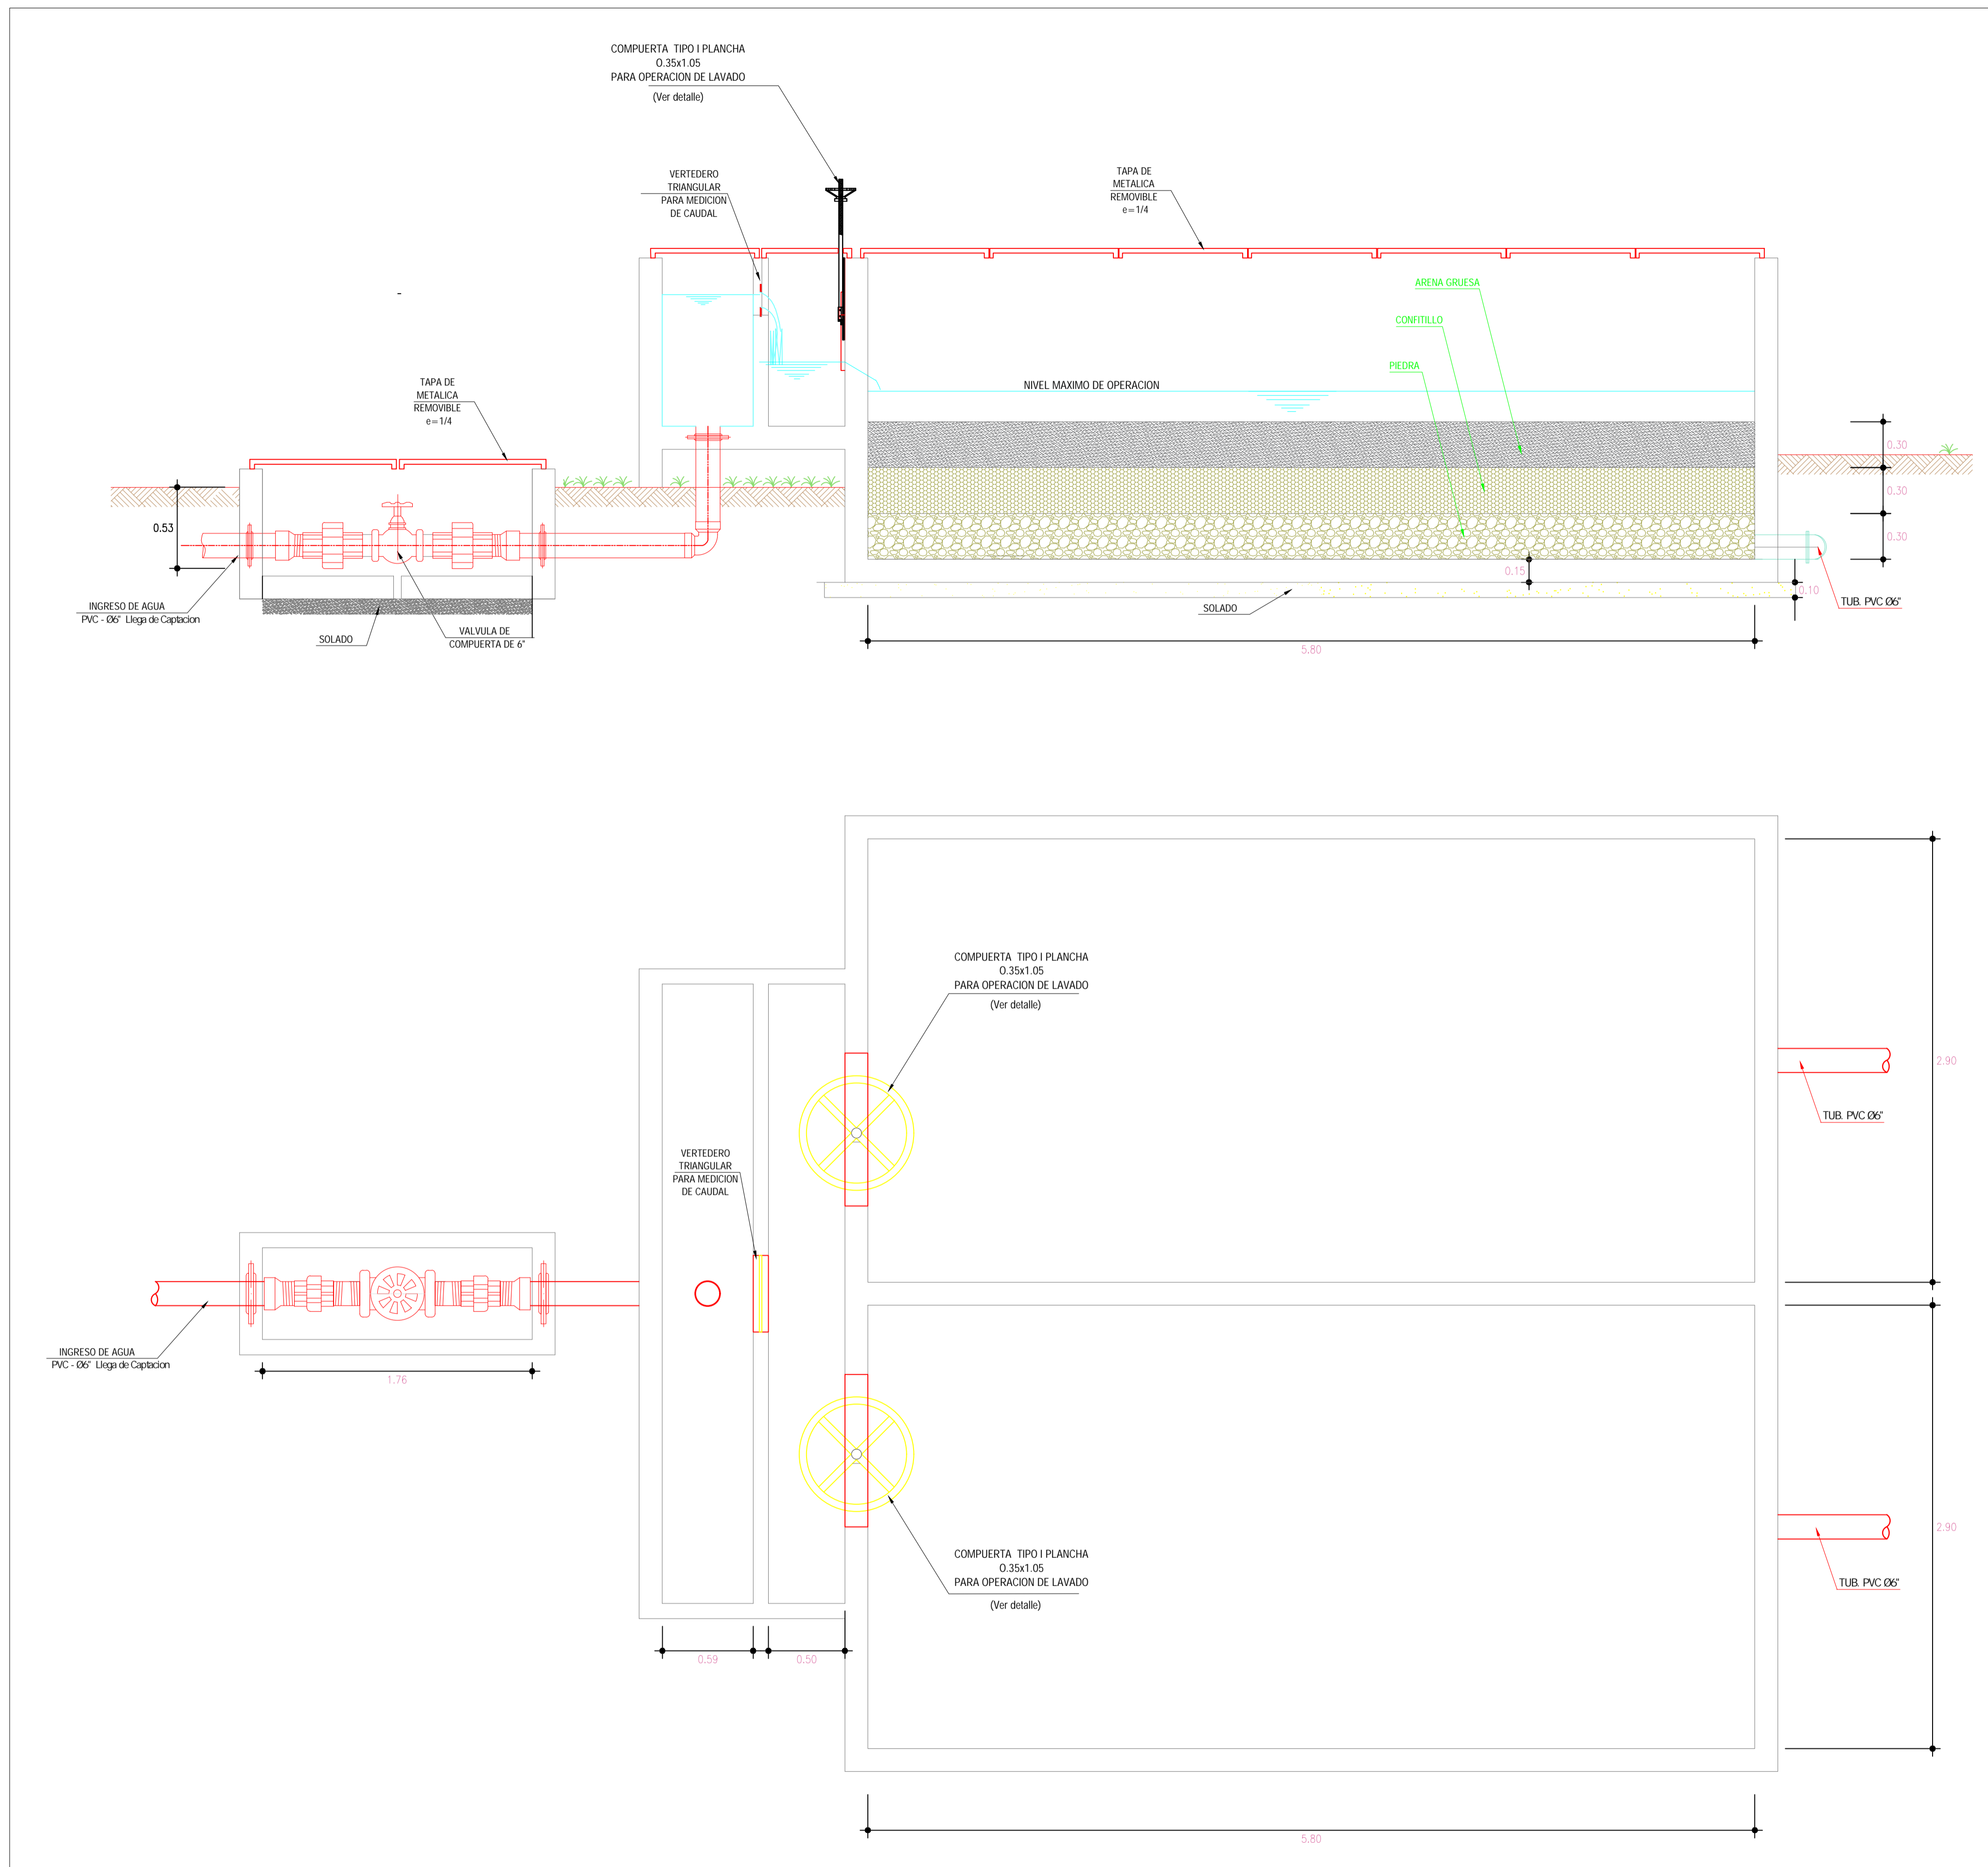 COMPUERTA TIPO I PLANCHA
O.35x1.05
PARA OPERACION DE LAVADO
(Ver detalle)
VERTEDERO
TRIANGULAR
PARA MEDICION
DE CAUDAL
TAPA DE
METALICA
REMOVIBLE
e=1/4
ARENA GRUESA
CONFITILLO
PIEDRA
NIVEL MAXIMO DE OPERACION
TAPA DE
METALICA
REMOVIBLE
e=1/4
0.30
0.30
0.30
0.53
0.15
0.10
INGRESO DE AGUA
PVC - Ø6" Llega de Captacion
SOLADO
VALVULA DE
COMPUERTA DE 6"
SOLADO
TUB. PVC Ø6"
5.80
COMPUERTA TIPO I PLANCHA
O.35x1.05
PARA OPERACION DE LAVADO
(Ver detalle)
2.90
TUB. PVC Ø6"
VERTEDERO
TRIANGULAR
PARA MEDICION
DE CAUDAL
INGRESO DE AGUA
PVC - Ø6" Llega de Captacion
1.76
COMPUERTA TIPO I PLANCHA
O.35x1.05
PARA OPERACION DE LAVADO
(Ver detalle)
2.90
TUB. PVC Ø6"
0.59
0.50
5.80